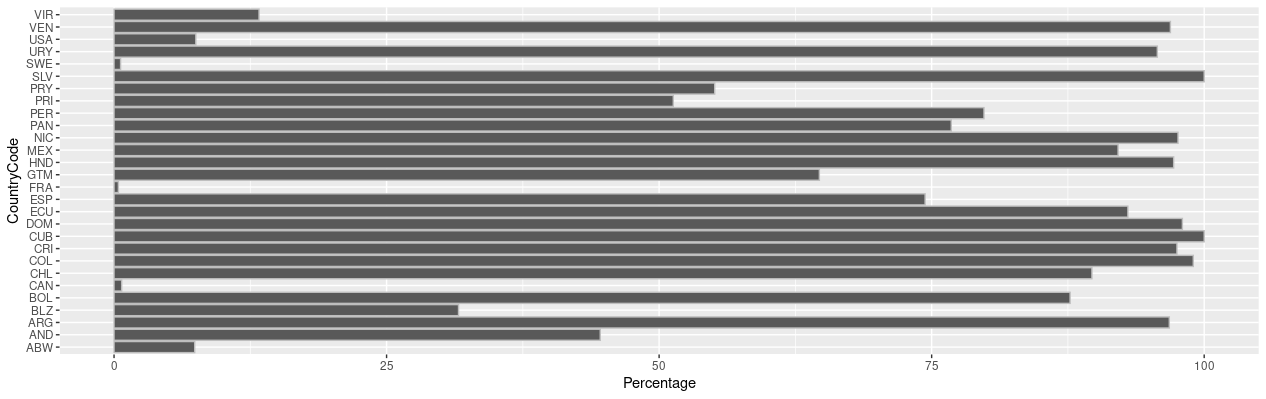 VIR
VEN
USA
URY
SWE
SLV
PRY
PRI
PER
PAN
NIC
MEX
HND
GTM
FRA
ESP
ECU
DOM
CUB
CRI
COL
CHL
CAN
BOL
BLZ
ARG
AND
ABW
CountryCode
0 25 50 75 100
Percentage